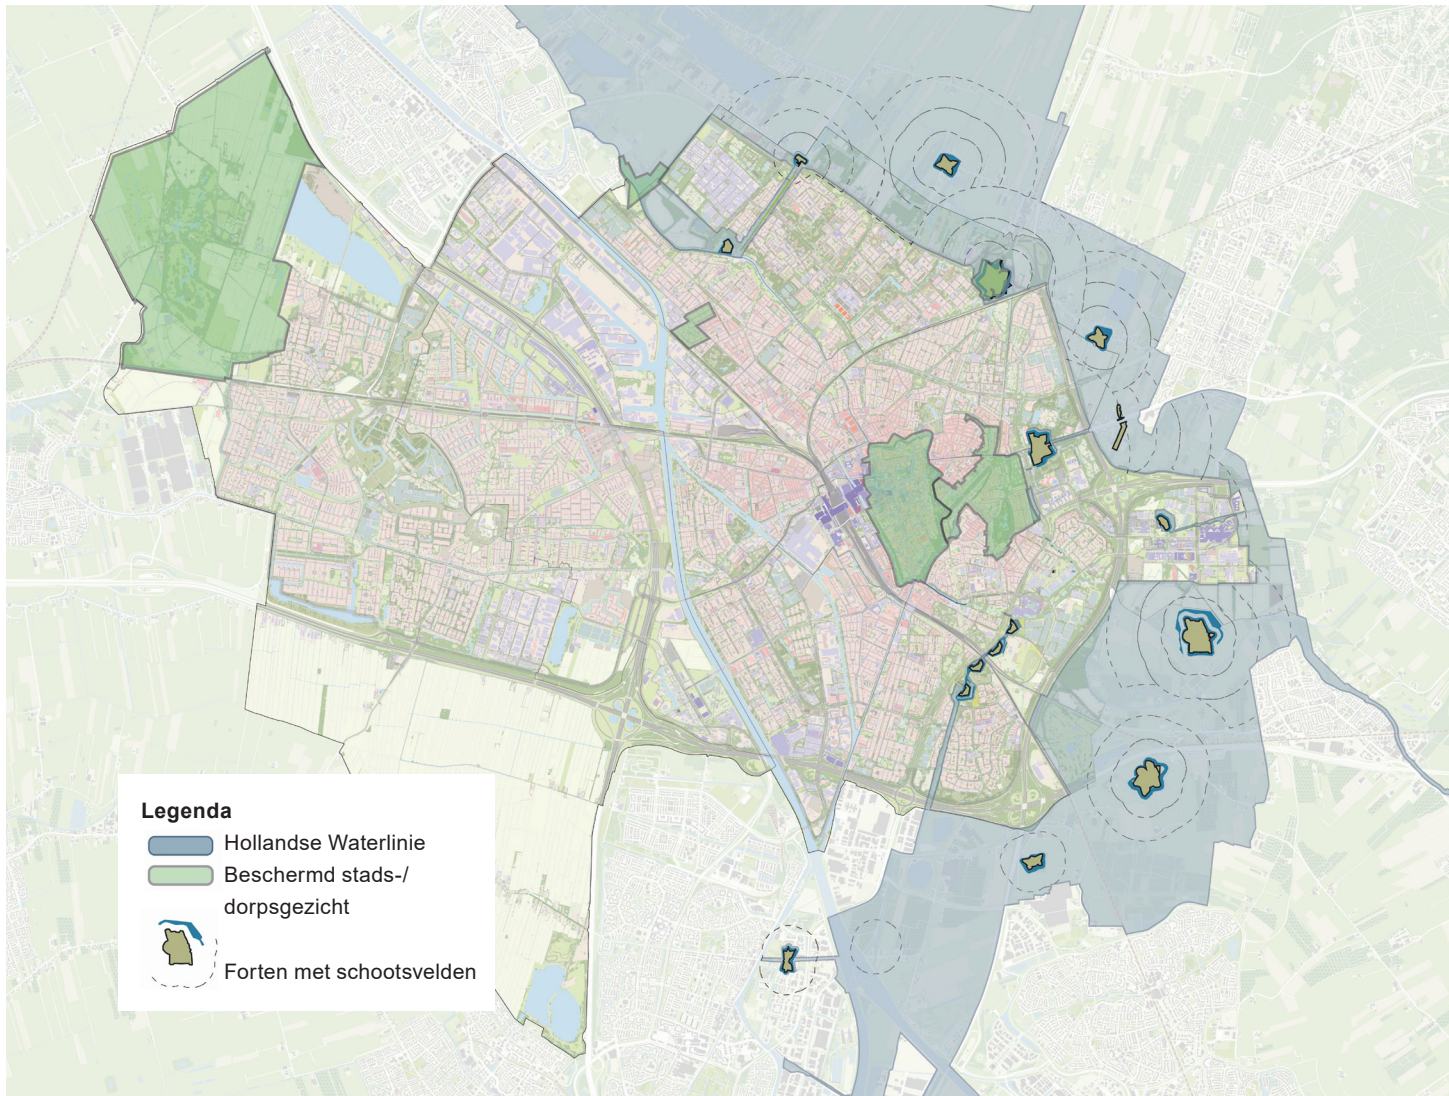 Legenda
Hollandse Waterlinie
Beschermd stads-/
dorpsgezicht
Forten met schootsvelden